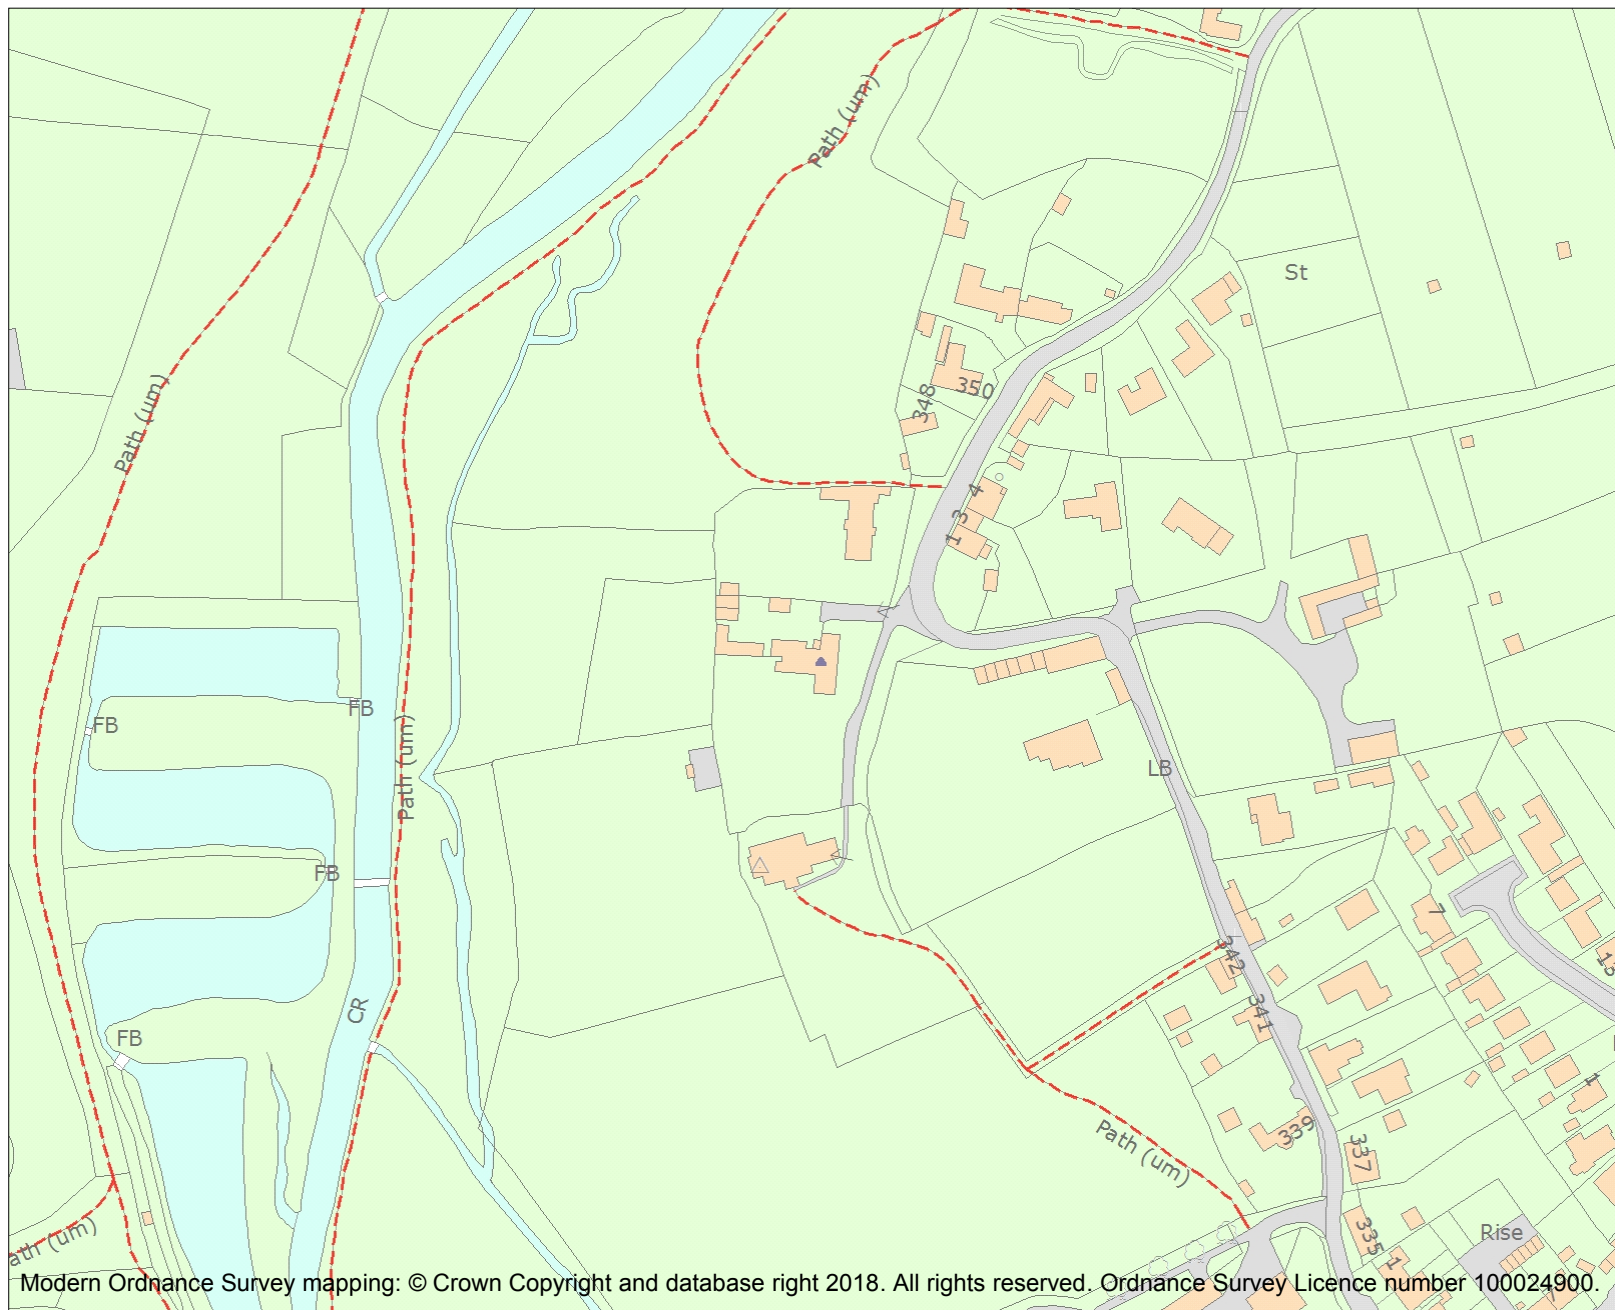 Path (um)
St
Path (um)
348
350
4
3
1
FB
FB
Path (um)
LB
FB
7
342
341
CR
FB
1
339
Path (um)
337
ath (um)
335
1
Rise
Modern Ordnance Survey mapping: © Crown Copyright and database right 2018. All rights reserved. Ordnance Survey Licence number 100024900.